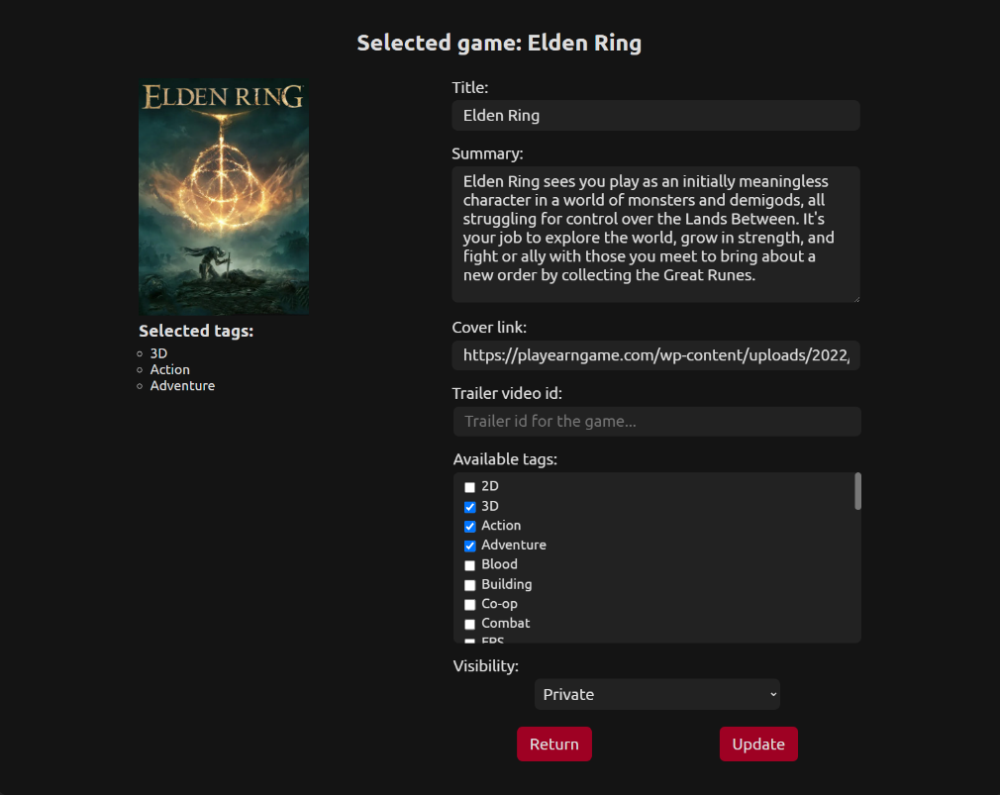 Selected game: Elden Ring
ELDEN RING
Selected tags:
3D
Action
Adventure
Title:
Elden Ring
Summary:
Elden Ring sees you play as an initially meaningless
character in a world of monsters and demigods, all
struggling for control over the Lands Between. It's
your job to explore the world, grow in strength, and
fight or ally with those you meet to bring about a
new order by collecting the Great Runes.
Cover link:
https://playearngame.com/wp-content/uploads/2022/
Trailer video id:
Trailer id for the game...
Available tags:
2D
3D
Action
Adventure
Blood
Building
Co-op
Combat
FPS
Visibility:
Private
Return
Update